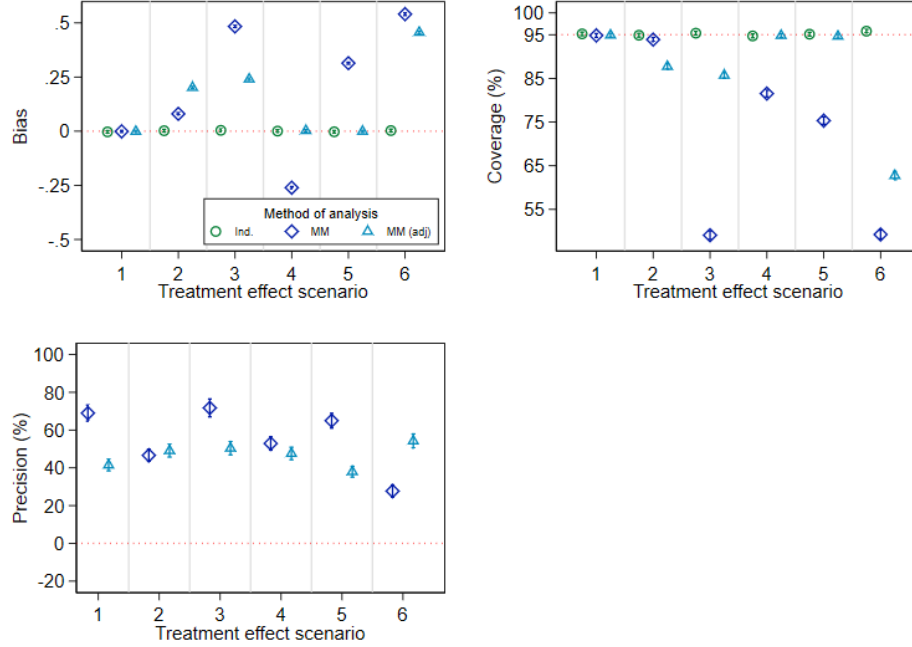 .5
.25
0
-.25
-.5
Bias
Method of analysis
Ind. MM MM (adj)
1 2 3 4 5 6
Treatment effect scenario
100
95
85
75
65
55
Coverage (%)
1 2 3 4 5 6
Treatment effect scenario
100
80
60
40
20
0
-20
Precision (%)
1 2 3 4 5 6
Treatment effect scenario